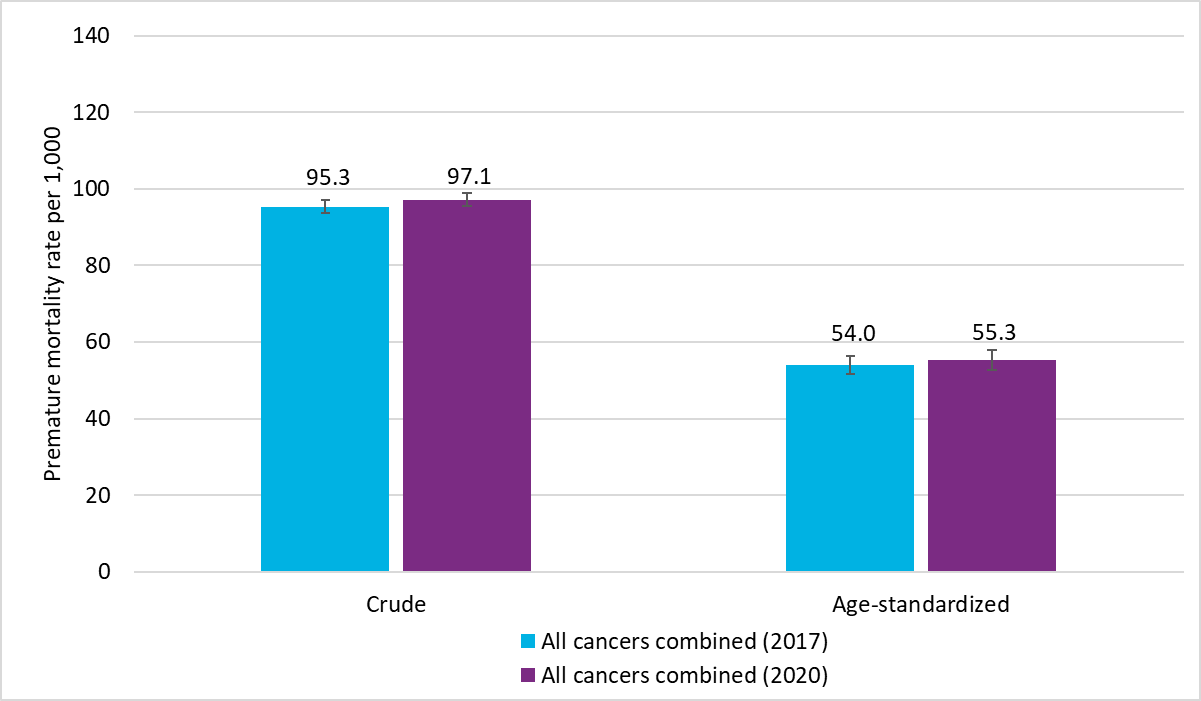 Premature mortality rate per 1,000
140
120
100
80
60
40
20
0
95.3
97.1
54.0
55.3
Crude
Age-standardized
All cancers combined (2017)
All cancers combined (2020)